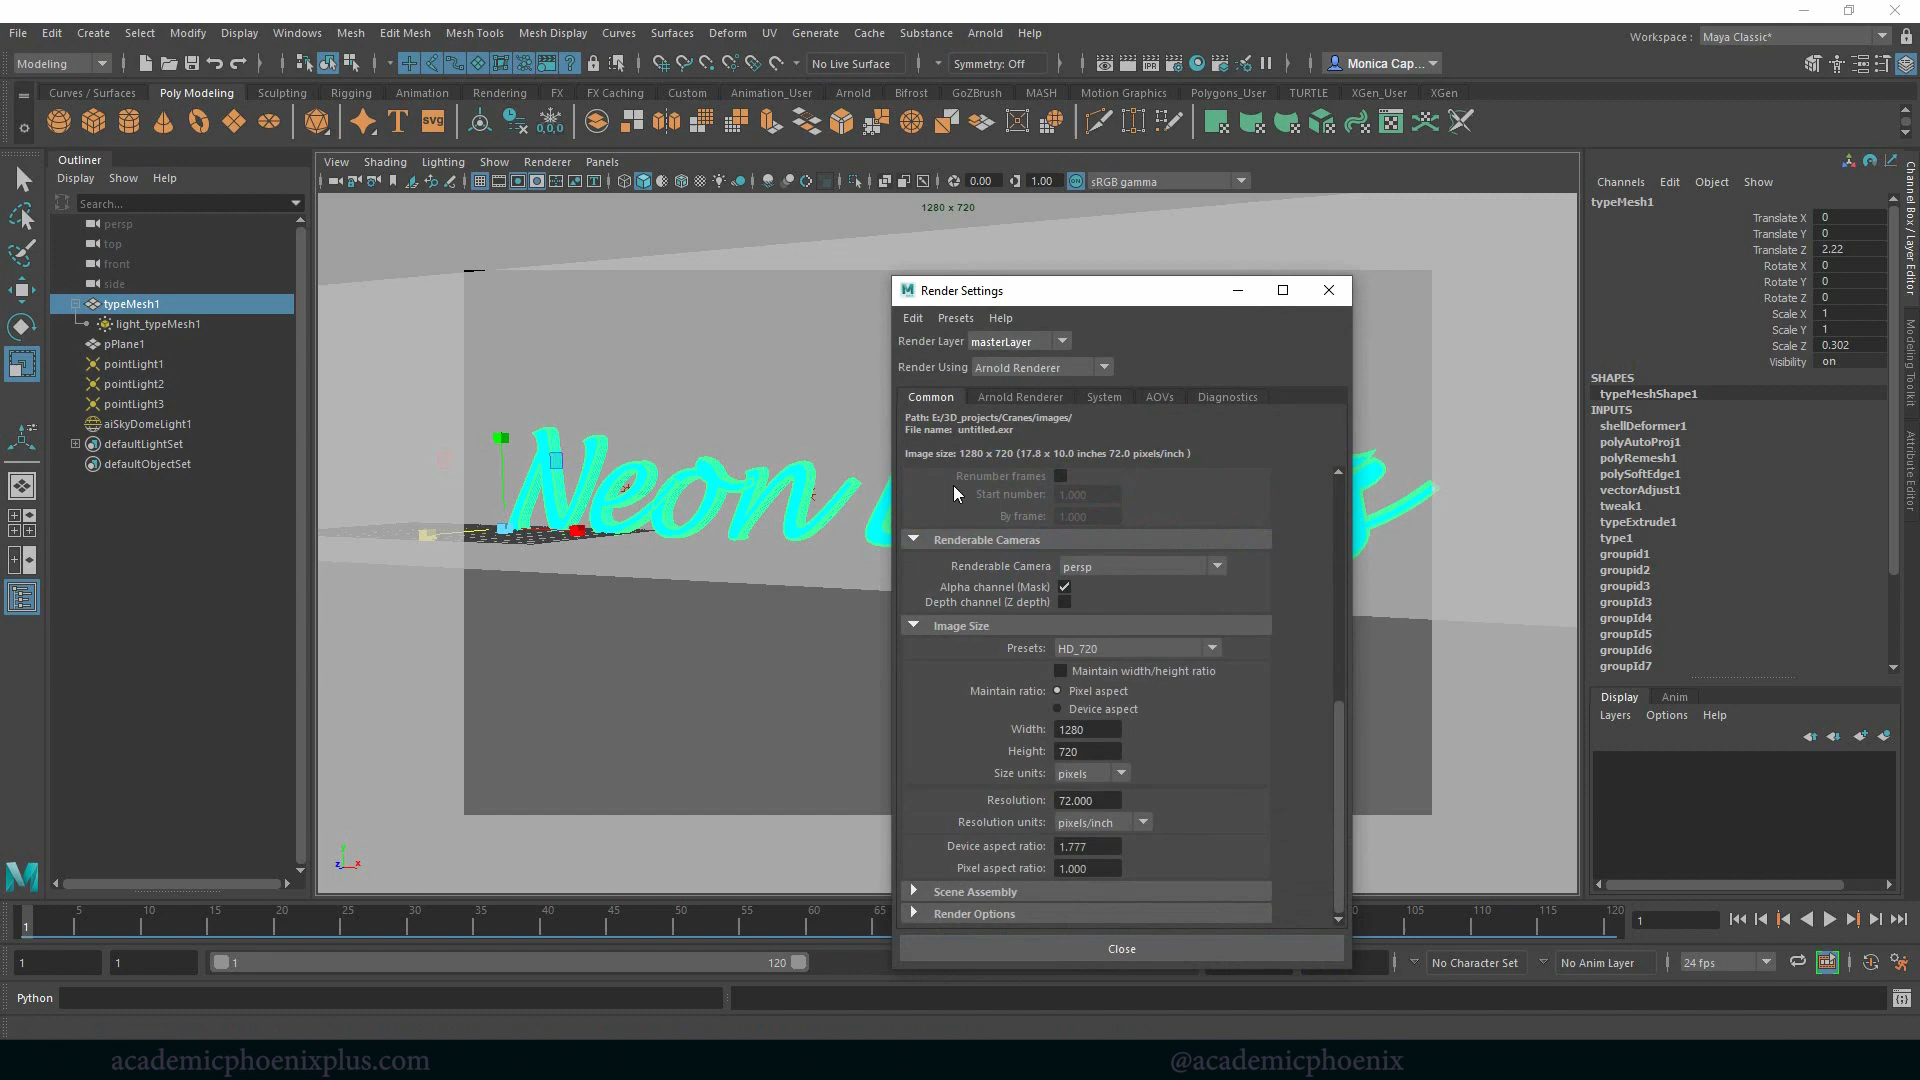 File Edit Create Select Modify Display Windows Mesh Edit Mesh Mesh Tools Mesh Display Curves Surfaces Deform UV Generate Cache Substance Arnold Help
Workspace : Maya Classic*
Modeling
No Live Surface
Symmetry: Off
Monica Cap...
Curves / Surfaces Poly Modeling Sculpting Rigging Animation Rendering FX FX Caching Custom Animation_User Arnold Bifrost GoZBrush MASH Motion Graphics Polygons_User TURTLE XGen_User XGen
T SVG 0,0,0
Outliner
Display Show Help
Search...
persp
top
front
side
typeMesh1
light_typeMesh1
pPlane1
pointLight1
pointLight2
pointLight3
aiSkyDomeLight1
defaultLightSet
defaultObjectSet
View Shading Lighting Show Renderer Panels
0.00 1.00 sRGB gamma
1280 x 720
Neon
y
z x
Render Settings
Edit Presets Help
Render Layer masterLayer
Render Using Arnold Renderer
Common Arnold Renderer System AOVs Diagnostics
Path: E:/3D_projects/Cranes/images/
File name: untitled.exr
Image size: 1280 x 720 (17.8 x 10.0 inches 72.0 pixels/inch )
Renumber frames
Start number: 1.000
By frame: 1.000
Renderable Cameras
Renderable Camera persp
Alpha channel (Mask)
Depth channel (Z depth)
Image Size
Presets: HD_720
Maintain width/height ratio
Maintain ratio: Pixel aspect
Device aspect
Width: 1280
Height: 720
Size units: pixels
Resolution: 72.000
Resolution units: pixels/inch
Device aspect ratio: 1.777
Pixel aspect ratio: 1.000
Scene Assembly
Render Options
Close
Channels Edit Object Show
typeMesh1
Translate X 0
Translate Y 0
Translate Z 2.22
Rotate X 0
Rotate Y 0
Rotate Z 0
Scale X 1
Scale Y 1
Scale Z 0.302
Visibility on
SHAPES
typeMeshShape1
INPUTS
shellDeformer1
polyAutoProj1
polyRemesh1
polySoftEdge1
vectorAdjust1
tweak1
typeExtrude1
type1
groupid1
groupid2
groupid3
groupId3
groupId4
groupId5
groupId6
groupId7
Display Anim
Layers Options Help
Channel Box / Layer Editor
Modeling Toolkit
Attribute Editor
1 5 10 15 20 25 30 35 40 45 50 55 60 65 105 110 115 120 1
1 1 1 120 No Character Set No Anim Layer 24 fps
Python
academicphoenixplus.com @academicphoenix